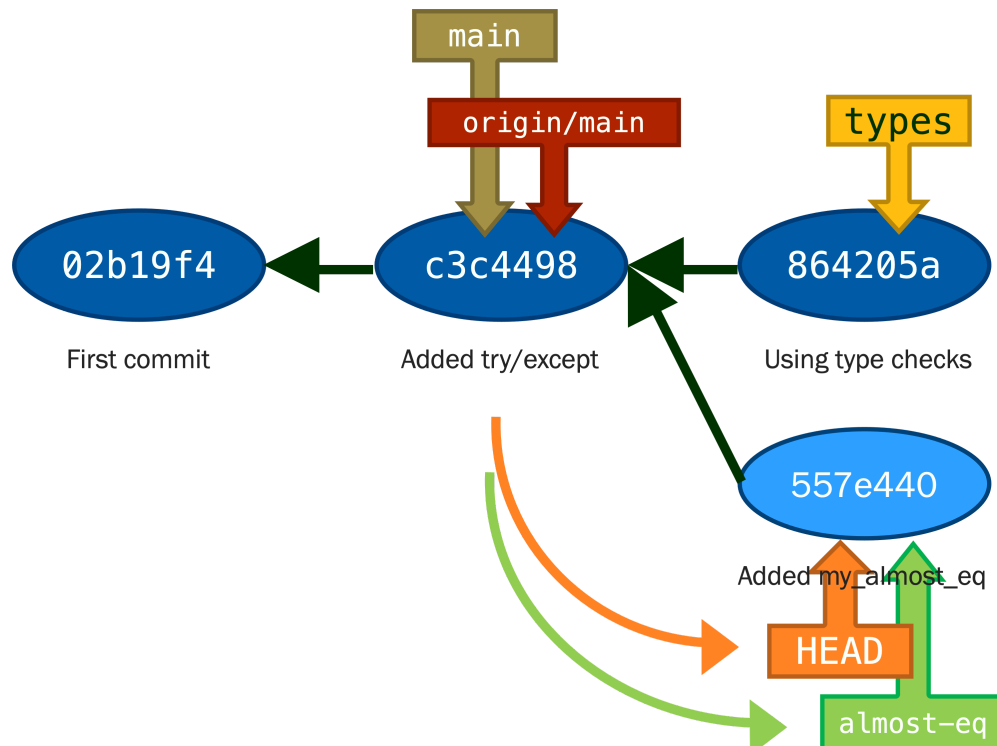 main
origin/main
types
02b19f4
c3c4498
864205a
First commit
Added try/except
Using type checks
557e440
Added my_almost_eq
HEAD
almost-eq